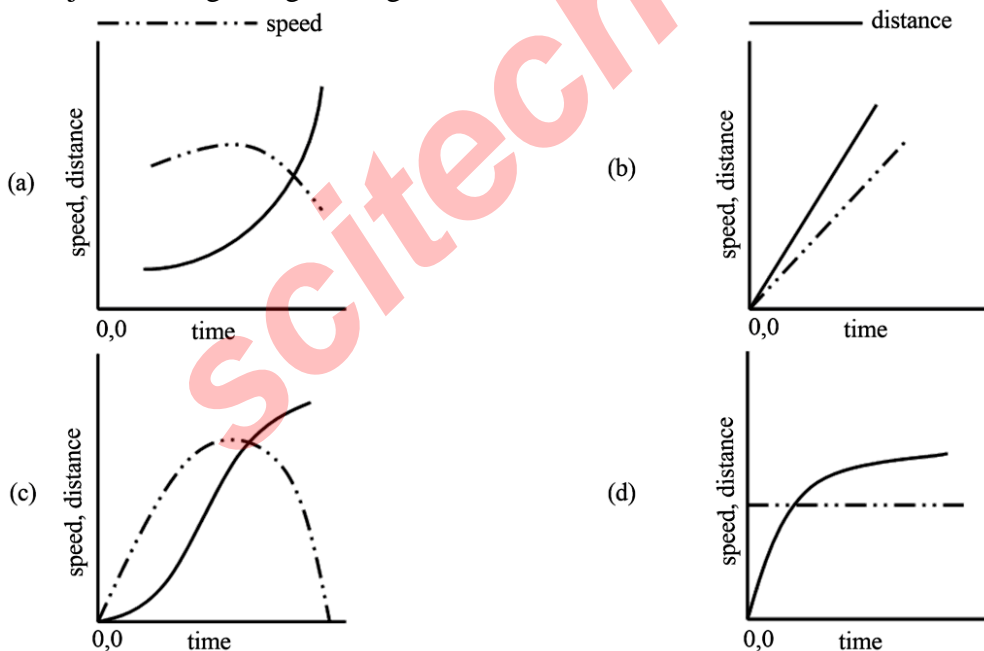 speed
distance
(a)
speed, distance
0,0
time
(b)
speed, distance
0,0
time
(c)
speed, distance
0,0
time
(d)
speed, distance
0,0
time
scitech